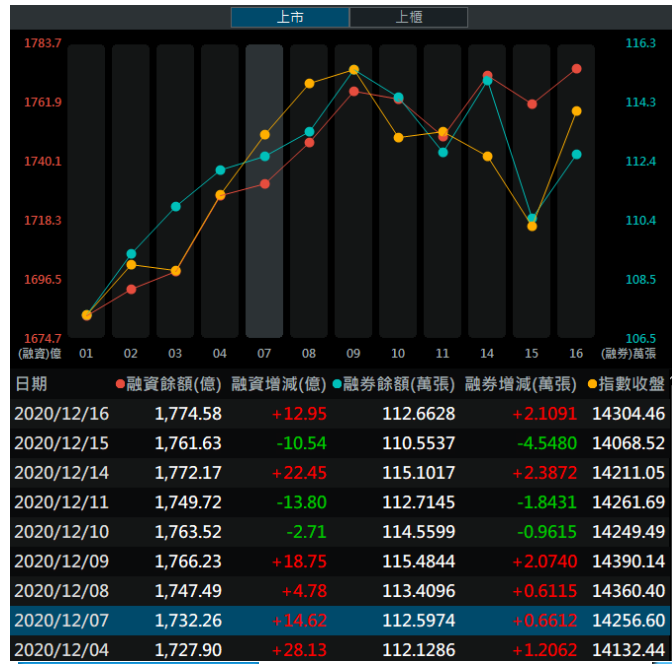 上市 上櫃
1783.7 116.3
1761.9 114.3
1740.1 112.4
1718.3 110.4
1696.5 108.5
1674.7 106.5
(融資)億 01 02 03 04 07 08 09 10 11 14 15 16 (融券)萬張
日期 融資餘額(億) 融資增減(億) 融券餘額(萬張) 融券增減(萬張) 指數收盤
2020/12/16 1,774.58 +12.95 112.6628 +2.1091 14304.46
2020/12/15 1,761.63 -10.54 110.5537 -4.5480 14068.52
2020/12/14 1,772.17 +22.45 115.1017 +2.3872 14211.05
2020/12/11 1,749.72 -13.80 112.7145 -1.8431 14261.69
2020/12/10 1,763.52 -2.71 114.5599 -0.9615 14249.49
2020/12/09 1,766.23 +18.75 115.4844 +2.0740 14390.14
2020/12/08 1,747.49 +4.78 113.4096 +0.6115 14360.40
2020/12/07 1,732.26 +14.62 112.5974 +0.6612 14256.60
2020/12/04 1,727.90 +28.13 112.1286 +1.2062 14132.44